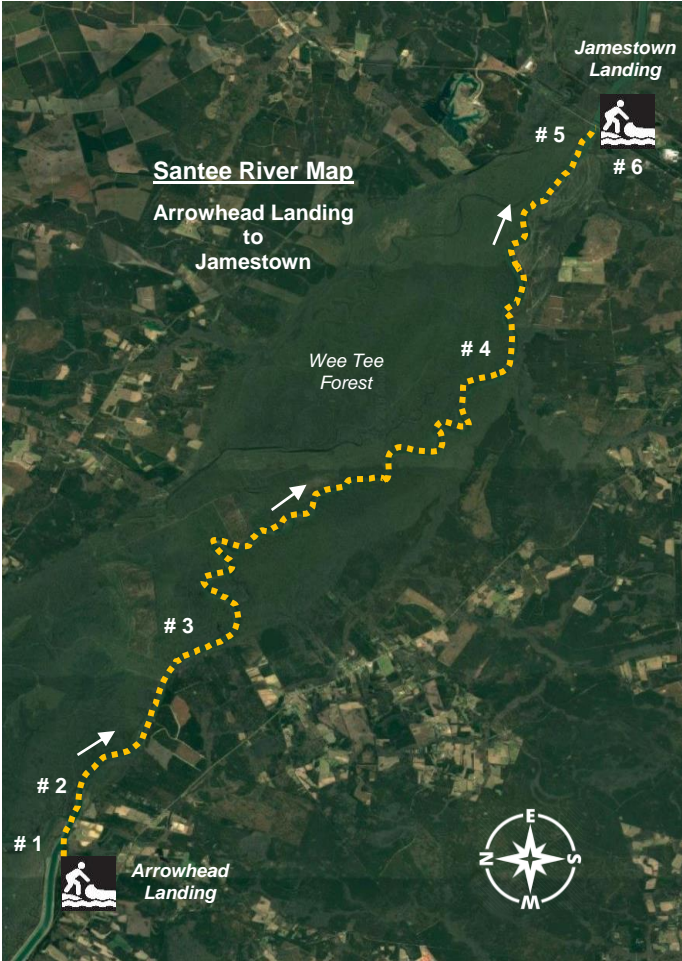 Jamestown
Landing
# 5
# 6
Santee River Map
Arrowhead Landing
to
Jamestown
# 4
Wee Tee
Forest
# 3
# 2
# 1
Arrowhead
Landing
E
N
S
W